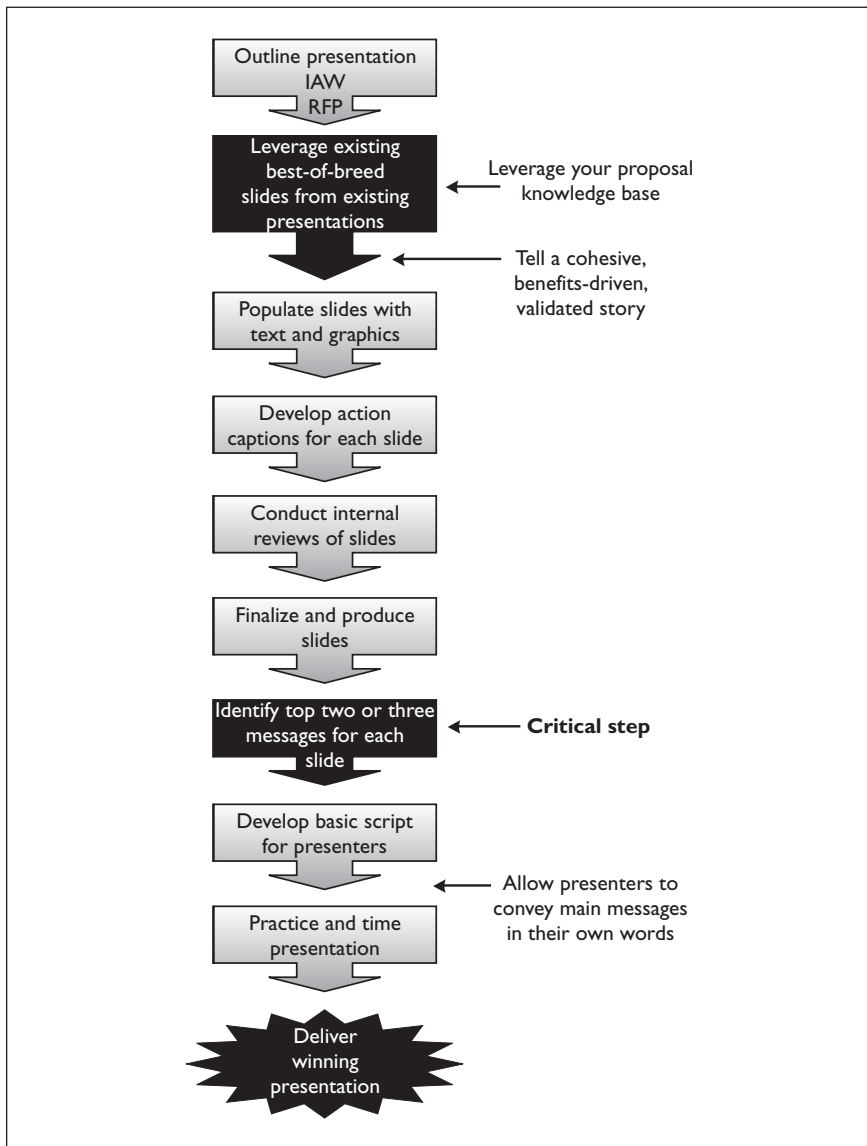 Outline presentation
IAW
RFP
Leverage existing
best-of-breed
slides from existing
presentations
Leverage your proposal
knowledge base
Tell a cohesive,
benefits-driven,
validated story
Populate slides with
text and graphics
Develop action
captions for each slide
Conduct internal
reviews of slides
Finalize and produce
slides
Identify top two or three
messages for each
slide
Critical step
Develop basic script
for presenters
Allow presenters to
convey main messages
in their own words
Practice and time
presentation
Deliver
winning
presentation